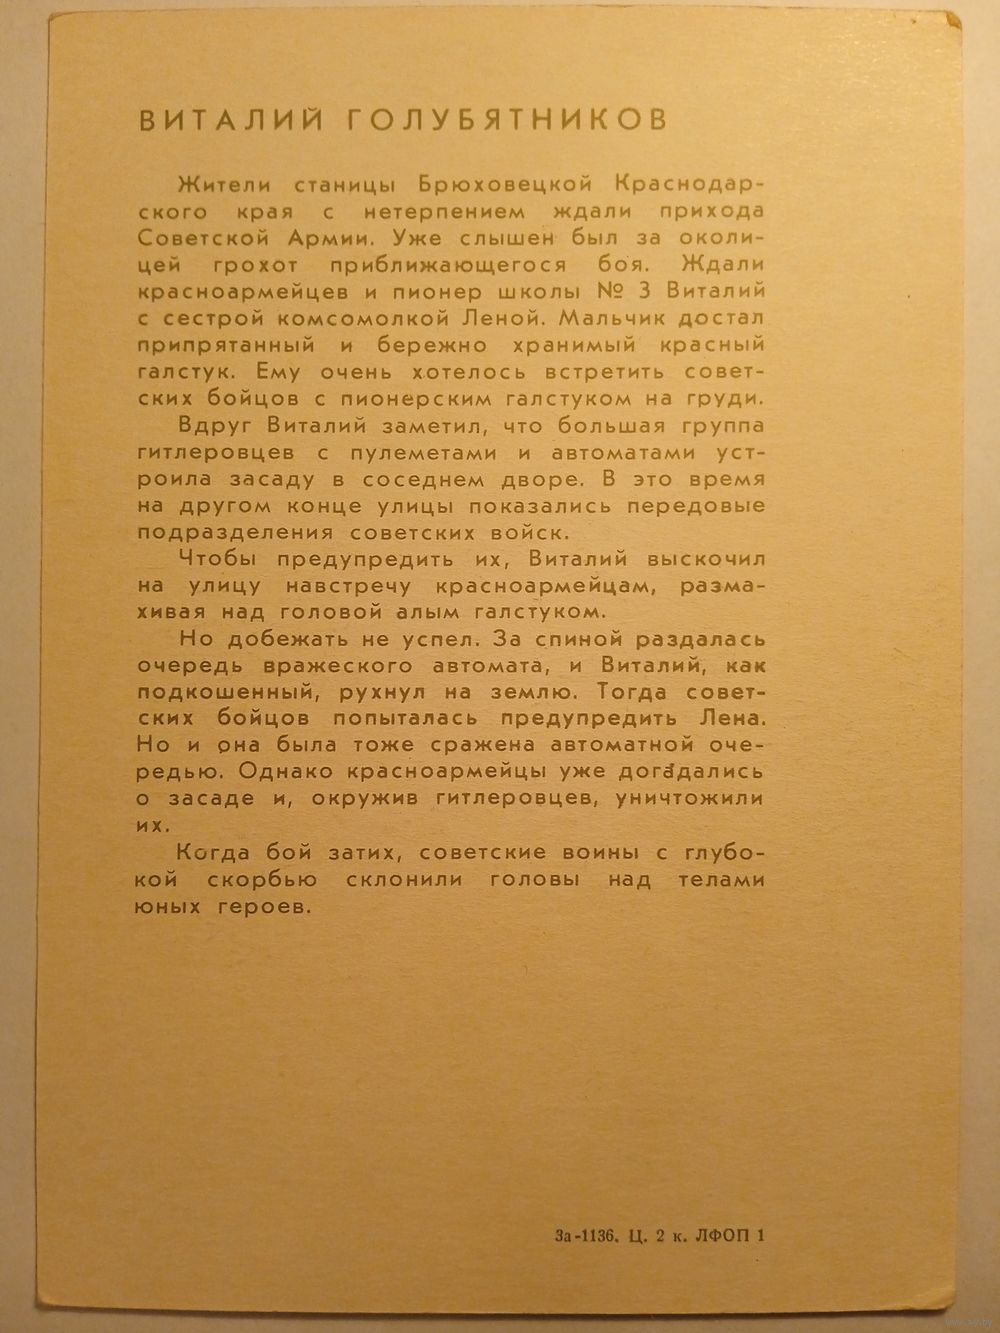 ВИТАЛИЙ ГОЛУБЯТНИКОВ
Жители станицы Брюховецкой Краснодар-
ского края с нетерпением ждали прихода
Советской Армии. Уже слышен был за околи-
цей грохот приближающегося боя. Ждали
красноармейцев и пионер школы № 3 Виталий
с сестрой комсомолкой Леной. Мальчик достал
припрятанный и бережно хранимый красный
галстук. Ему очень хотелось встретить совет-
ских бойцов с пионерским галстуком на груди.
Вдруг Виталий заметил, что большая группа
гитлеровцев с пулеметами и автоматами уст-
роила засаду в соседнем дворе. В это время
на другом конце улицы показались передовые
подразделения советских войск.
Чтобы предупредить их, Виталий выскочил
на улицу навстречу красноармейцам, разма-
хивая над головой алым галстуком.
Но добежать не успел. За спиной раздалась
очередь вражеского автомата, и Виталий, как
подкошенный, рухнул на землю. Тогда совет-
ских бойцов попыталась предупредить Лена.
Но и она была тоже сражена автоматной оче-
редью. Однако красноармейцы уже догадались
о засаде и, окружив гитлеровцев, уничтожили
их.
Когда бой затих, советские воины с глубо-
кой скорбью склонили головы над телами
юных героев.
За-1136. Ц. 2 к. ЛФОП 1